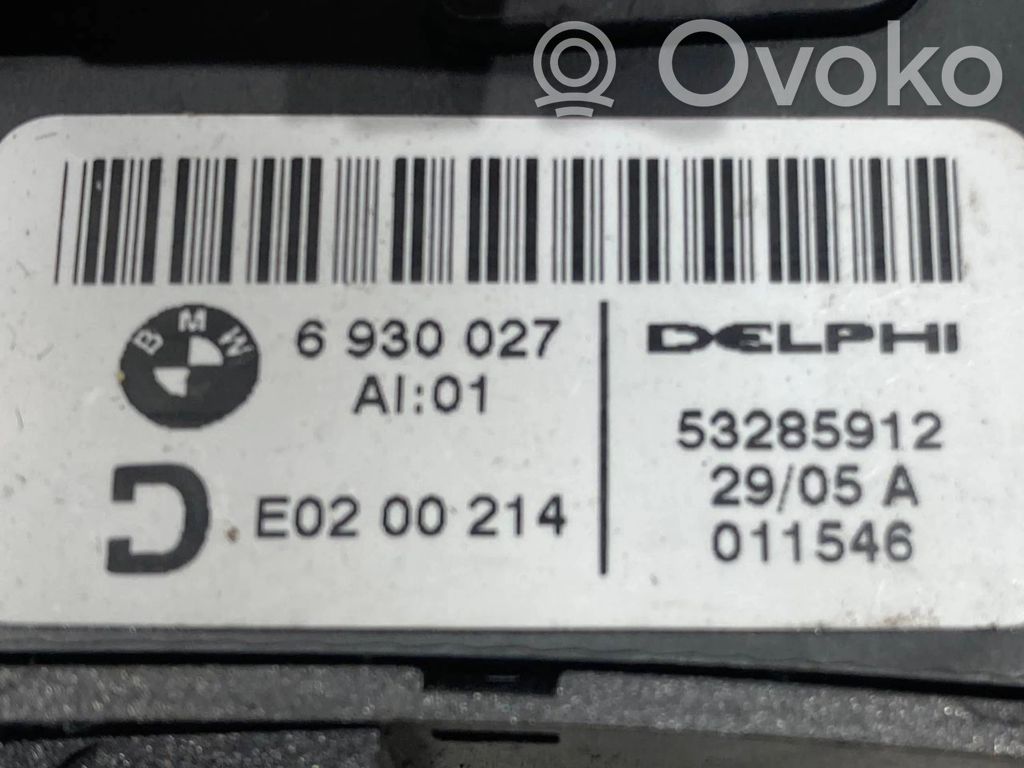 Ovoko
BMW
6 930 027
AI:01
E02 00 214
DELPHI
53285912
29/05 A
011546